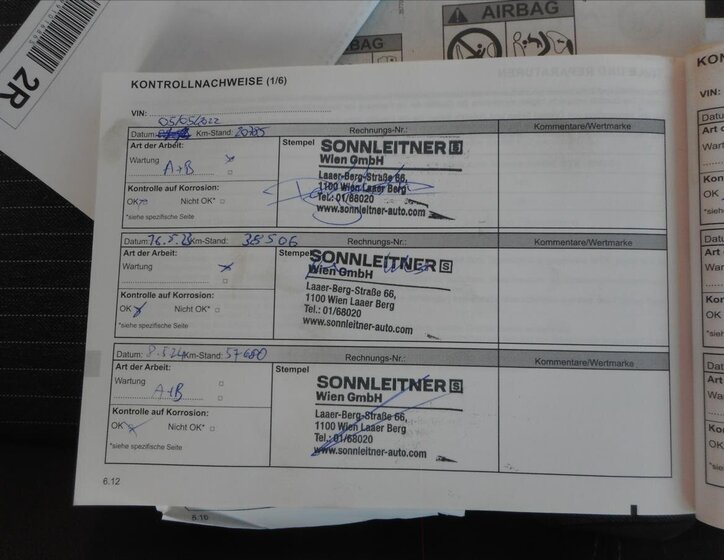 2R
AIRBAG
BAG
KONTROLLNACHWEISE (1/6)
VIN:
05/05/2022
Datum: Km-Stand: Rechnungs-Nr.: Kommentare/Wertmarke
Art der Arbeit: Stempel SONNLEITNER S
Wartung Wien GmbH
A+B Laaer-Berg-Straße 66,
Kontrolle auf Korrosion: 1100 Wien Laaer Berg
OK Nicht OK* Tel.: 01/68020
*siehe spezifische Seite www.sonnleitner-auto.com
Datum: 16.5.23 Km-Stand: 38506 Rechnungs-Nr.: Kommentare/Wertmarke
Art der Arbeit: Stempel SONNLEITNER S
Wartung Wien GmbH
Laaer-Berg-Straße 66,
Kontrolle auf Korrosion: 1100 Wien Laaer Berg
OK Nicht OK* Tel.: 01/68020
*siehe spezifische Seite www.sonnleitner-auto.com
Datum: 8.5.24 Km-Stand: Rechnungs-Nr.: Kommentare/Wertmarke
Art der Arbeit: Stempel SONNLEITNER S
Wartung Wien GmbH
A+B Laaer-Berg-Straße 66,
Kontrolle auf Korrosion: 1100 Wien Laaer Berg
OK Nicht OK* Tel.: 01/68020
*siehe spezifische Seite www.sonnleitner-auto.com
6.12
5.10
VIN: